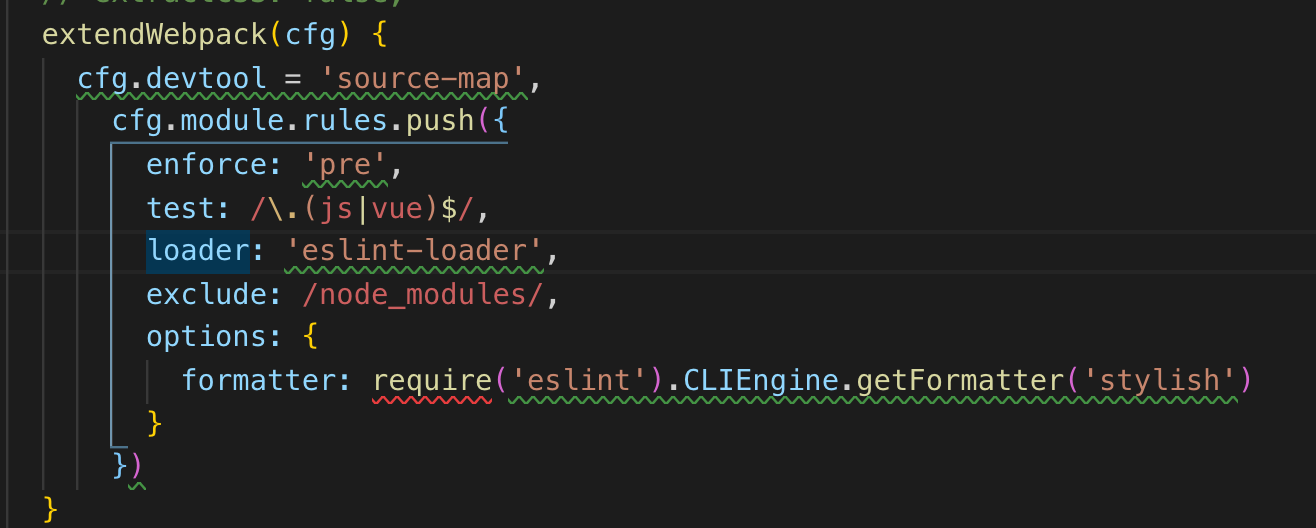 // extractCSS: false,
extendWebpack(cfg) {
cfg.devtool = 'source-map',
cfg.module.rules.push({
enforce: 'pre',
test: /\.(js|vue)$/,
loader: 'eslint-loader',
exclude: /node_modules/,
options: {
formatter: require('eslint').CLIEngine.getFormatter('stylish')
}
})
}